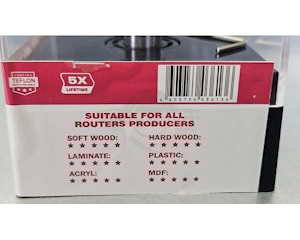 TEFLON
5X
LIFETIME
SUITABLE FOR ALL
ROUTERS PRODUCERS
SOFT WOOD: HARD WOOD:
★ ★ ★ ★ ★ ★ ★ ★ ★ ★
LAMINATE: PLASTIC:
★ ★ ★ ★ ★ ★ ★ ★ ★ ★
ACRYL: MDF:
★ ★ ★ ★ ★ ★ ★ ★ ★ ★